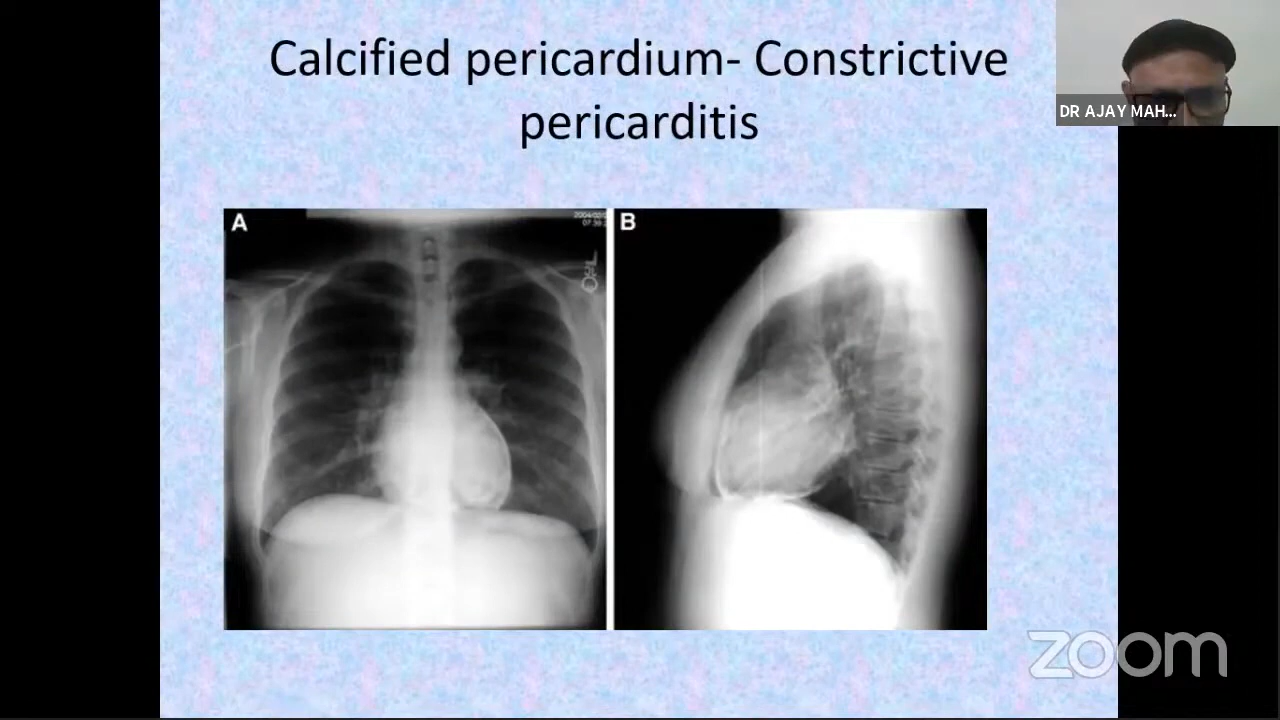 Calcified pericardium- Constrictive
pericarditis
DR AJAY MAH...
A
B
zoom